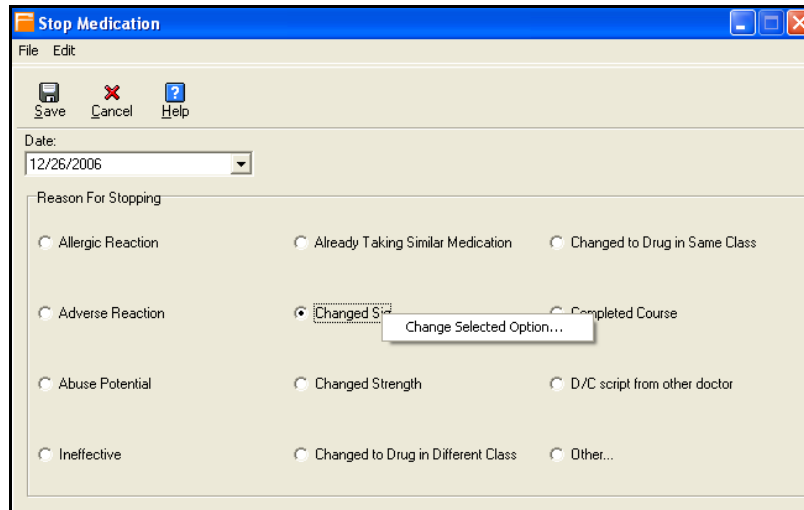 Stop Medication
File Edit
Save Cancel Help
Date:
12/26/2006
Reason For Stopping
Allergic Reaction Already Taking Similar Medication Changed to Drug in Same Class
Adverse Reaction Changed Sig Completed Course
Change Selected Option...
Abuse Potential Changed Strength D/C script from other doctor
Ineffective Changed to Drug in Different Class Other...